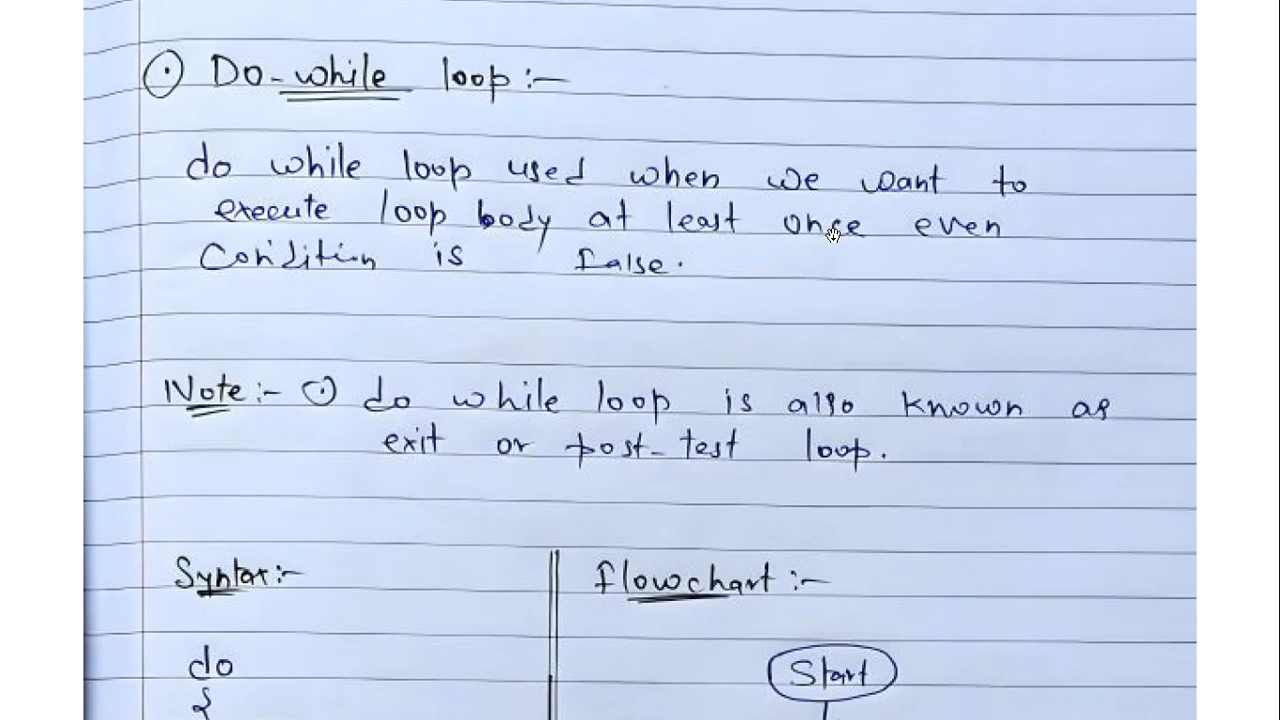 ⊙ Do-while loop:-
do while loop used when we want to
execute loop body at least once even
Condition is false.
Note:- ⊙ do while loop is also known as
exit or post-test loop.
Syntax:-
flowchart:-
do
Start
{